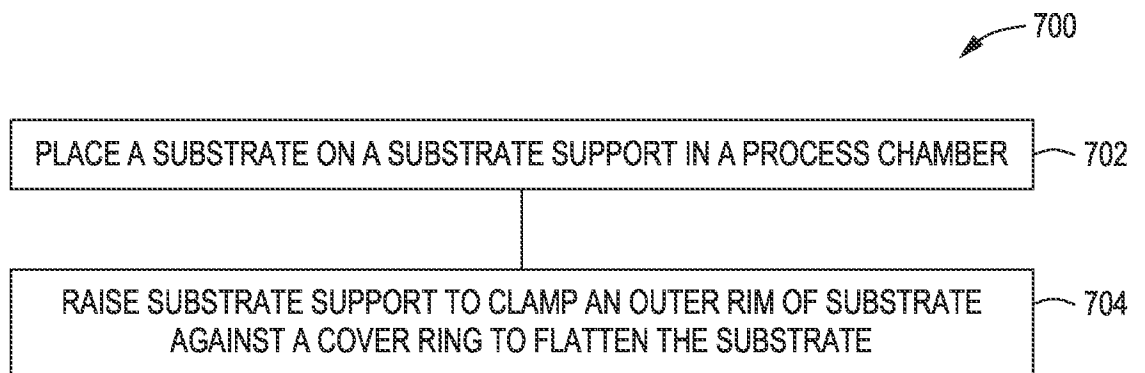 700
PLACE A SUBSTRATE ON A SUBSTRATE SUPPORT IN A PROCESS CHAMBER
702
RAISE SUBSTRATE SUPPORT TO CLAMP AN OUTER RIM OF SUBSTRATE
AGAINST A COVER RING TO FLATTEN THE SUBSTRATE
704